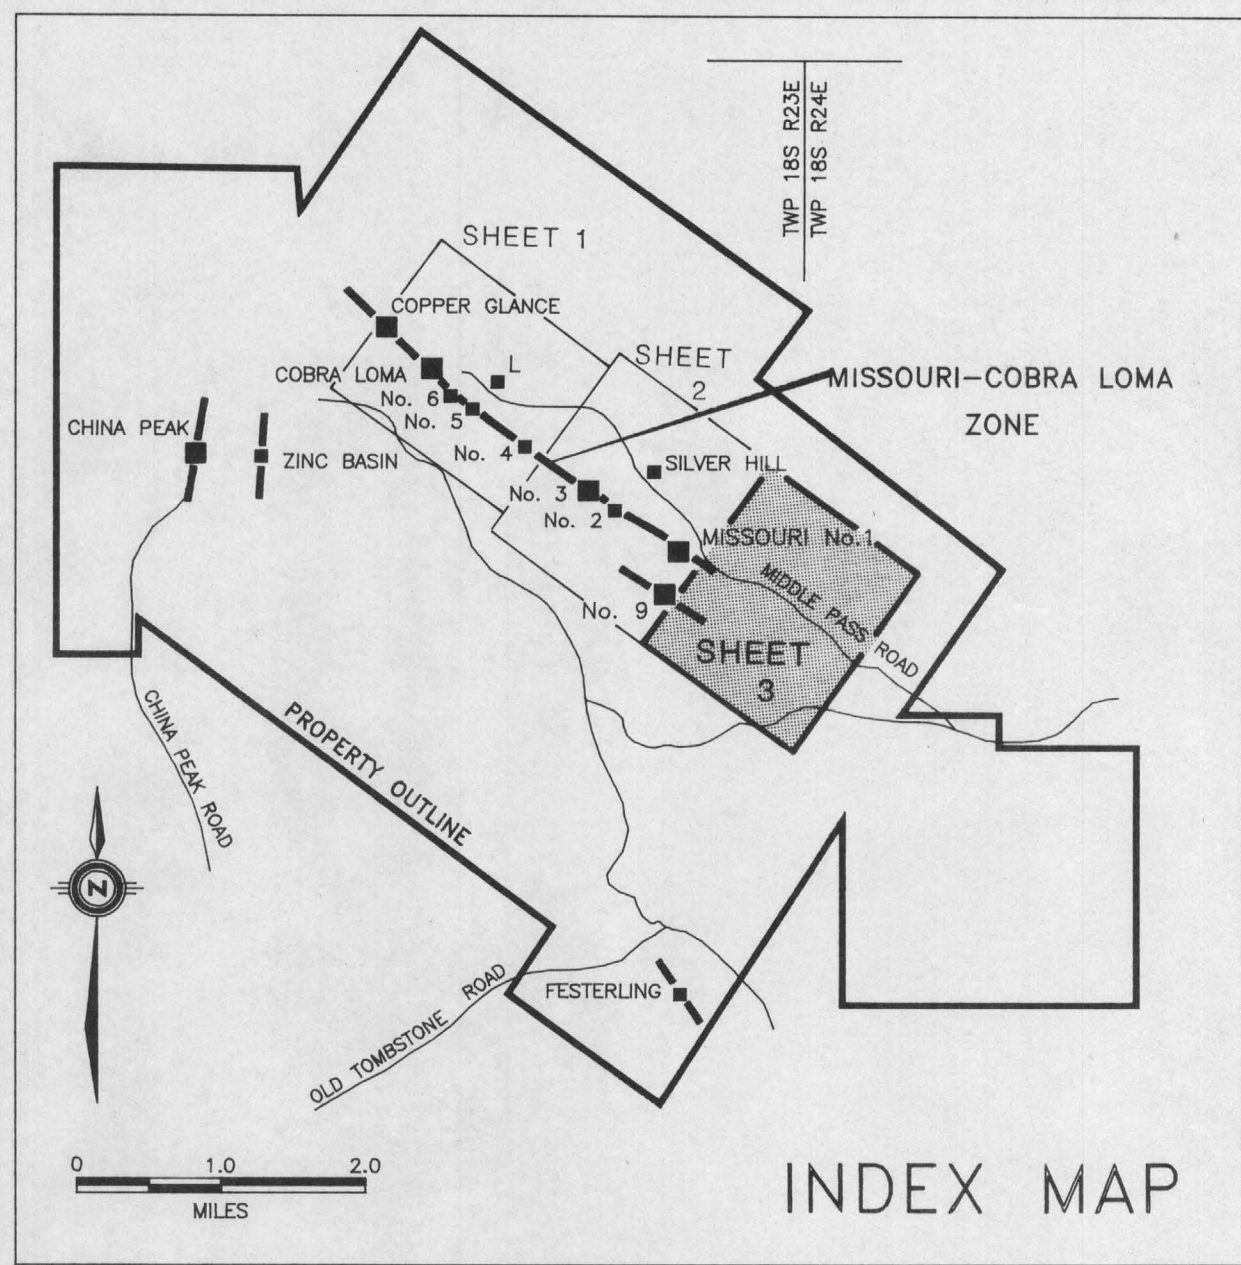 TWP 18S R23E
TWP 18S R24E
SHEET 1
COPPER GLANCE
SHEET
2
L
COBRA LOMA
MISSOURI-COBRA LOMA
ZONE
No. 6
No. 5
CHINA PEAK
No. 4
ZINC BASIN
SILVER HILL
No. 3
No. 2
MISSOURI No.1
MIDDLE PASS ROAD
No. 9
SHEET
3
CHINA PEAK ROAD
PROPERTY OUTLINE
N
FESTERLING
OLD TOMBSTONE ROAD
0 1.0 2.0
MILES
INDEX MAP